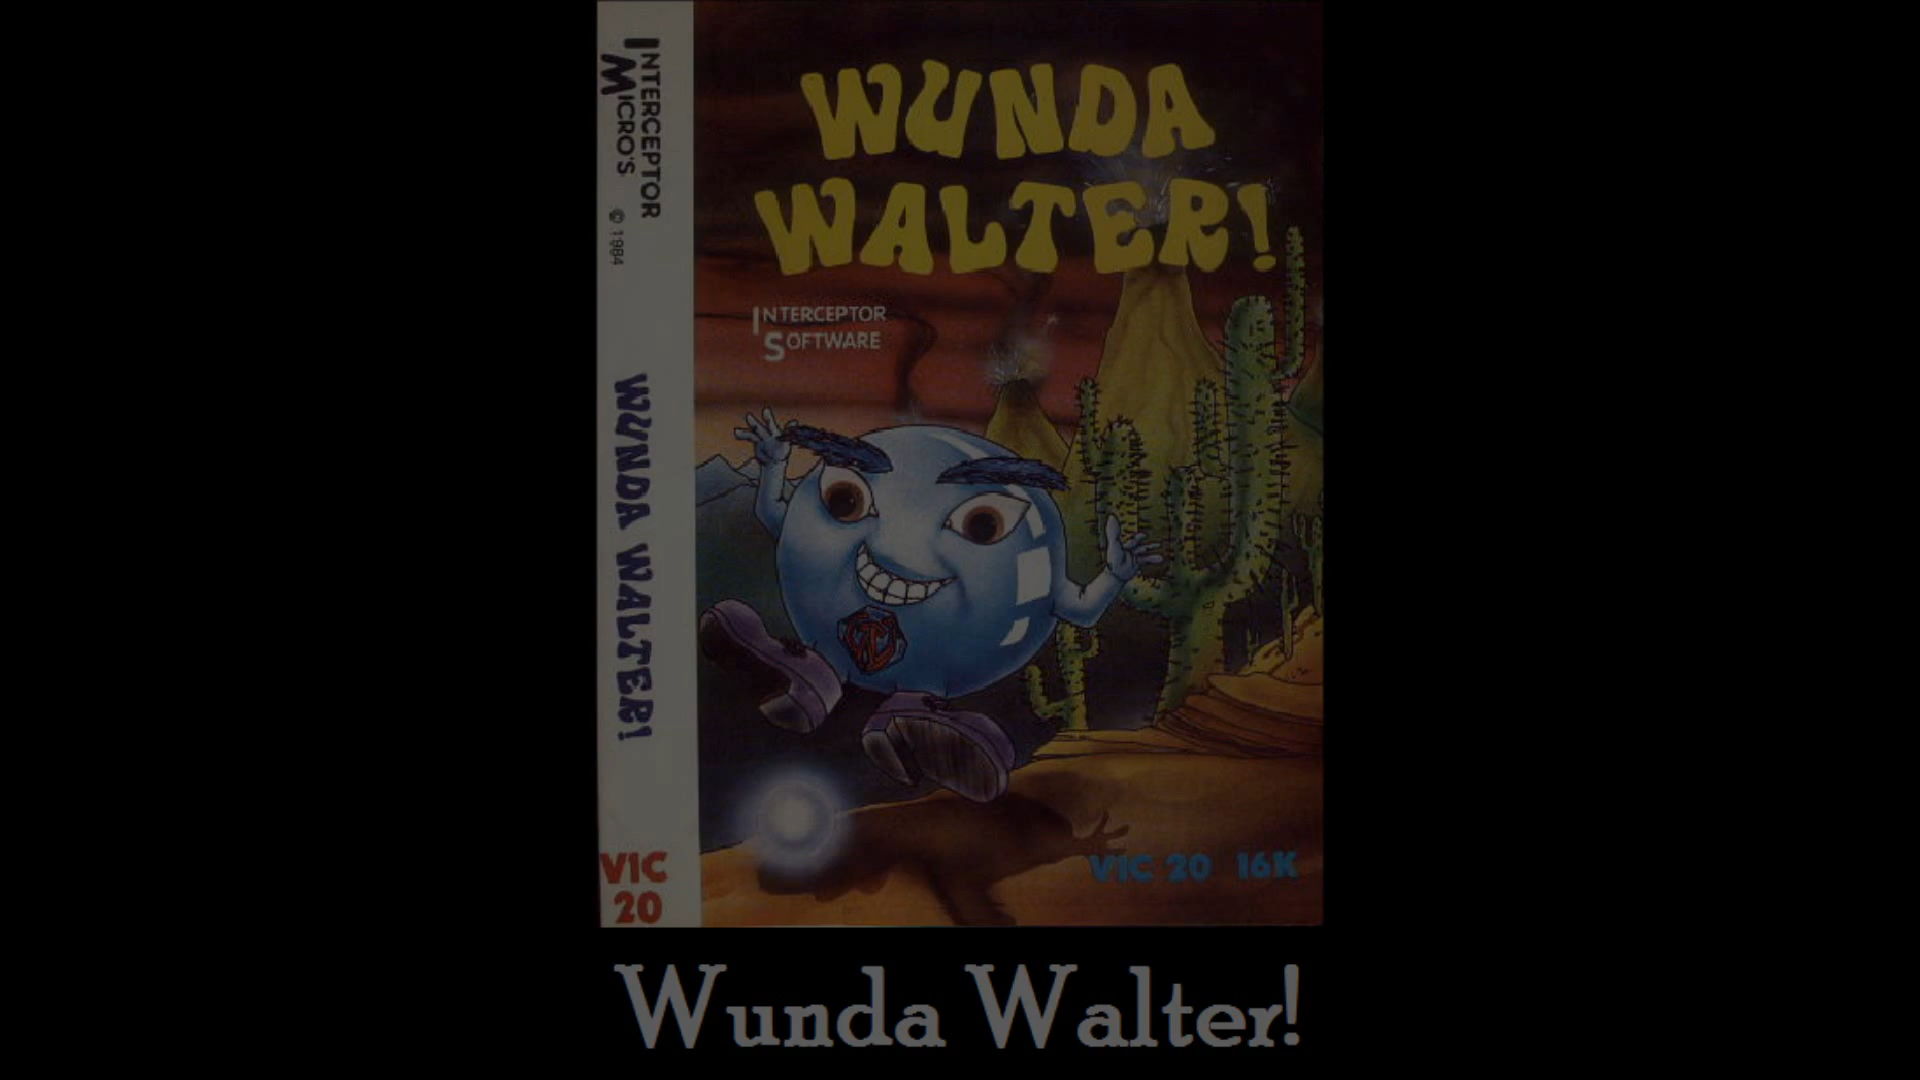 INTERCEPTOR
MICRO'S
© 1984
WUNDA WALTER!
VIC
20
WUNDA
WALTER!
INTERCEPTOR
SOFTWARE
VIC 20 16K
Wunda Walter!